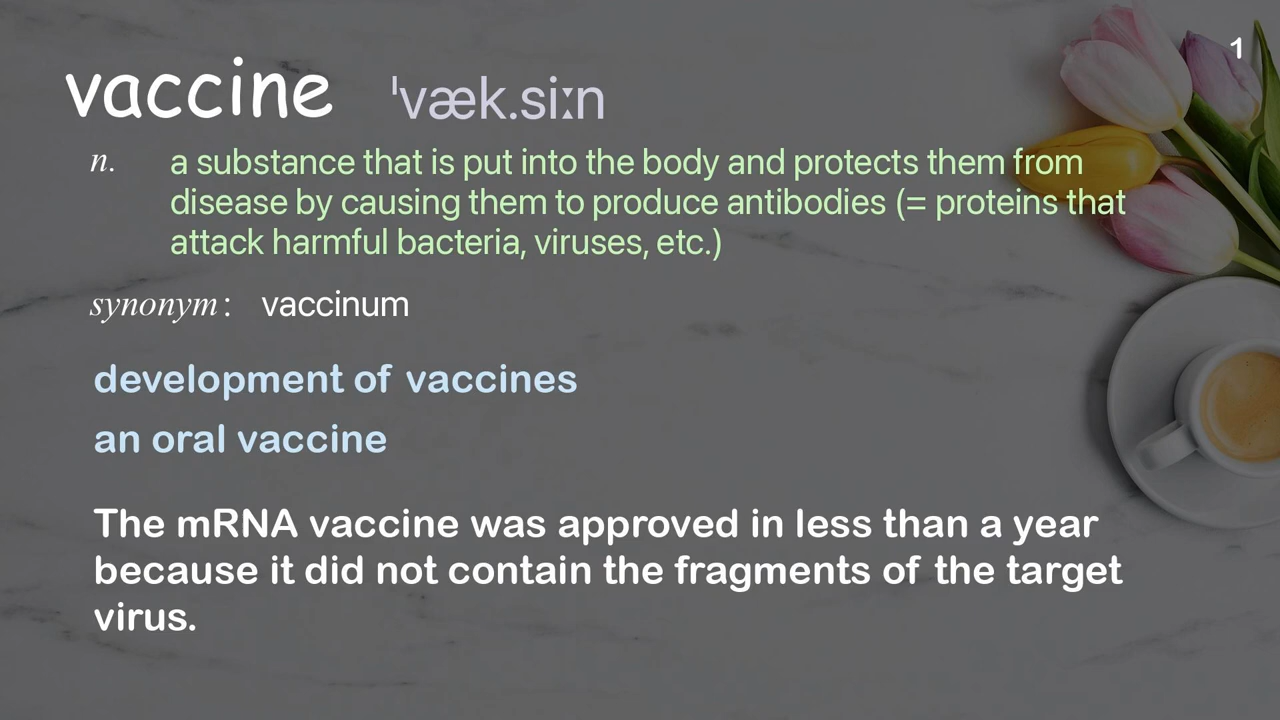 1
vaccine ˈvæk.siːn
n. a substance that is put into the body and protects them from
disease by causing them to produce antibodies (= proteins that
attack harmful bacteria, viruses, etc.)
synonym: vaccinum
development of vaccines
an oral vaccine
The mRNA vaccine was approved in less than a year
because it did not contain the fragments of the target
virus.